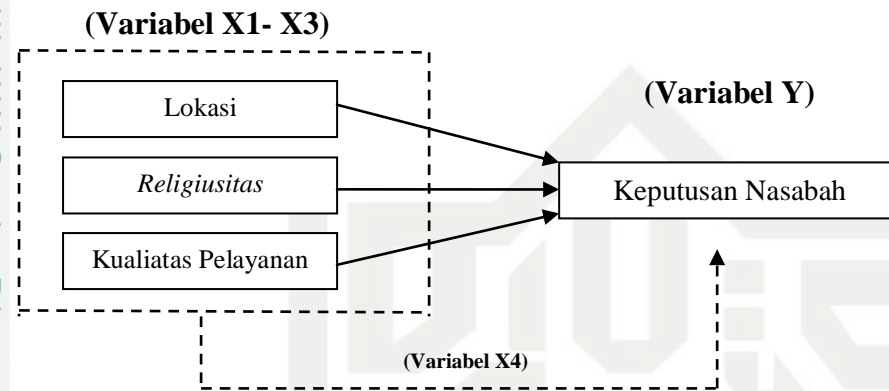 (Variabel X1- X3)
Lokasi
(Variabel Y)
Religiusitas
Keputusan Nasabah
Kualiatas Pelayanan
(Variabel X4)